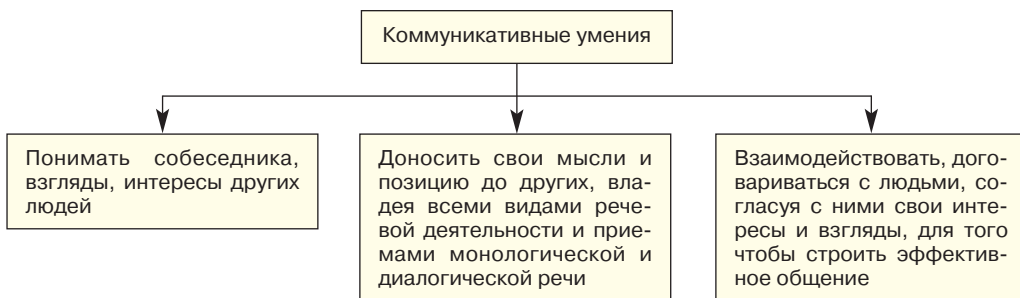 Коммуникативные умения
Понимать собеседника,
взгляды, интересы других
людей
Доносить свои мысли и
позицию до других, вла-
дея всеми видами рече-
вой деятельности и прие-
мами монологической и
диалогической речи
Взаимодействовать, дого-
вариваться с людьми, со-
гласуя с ними свои инте-
ресы и взгляды, для того
чтобы строить эффектив-
ное общение